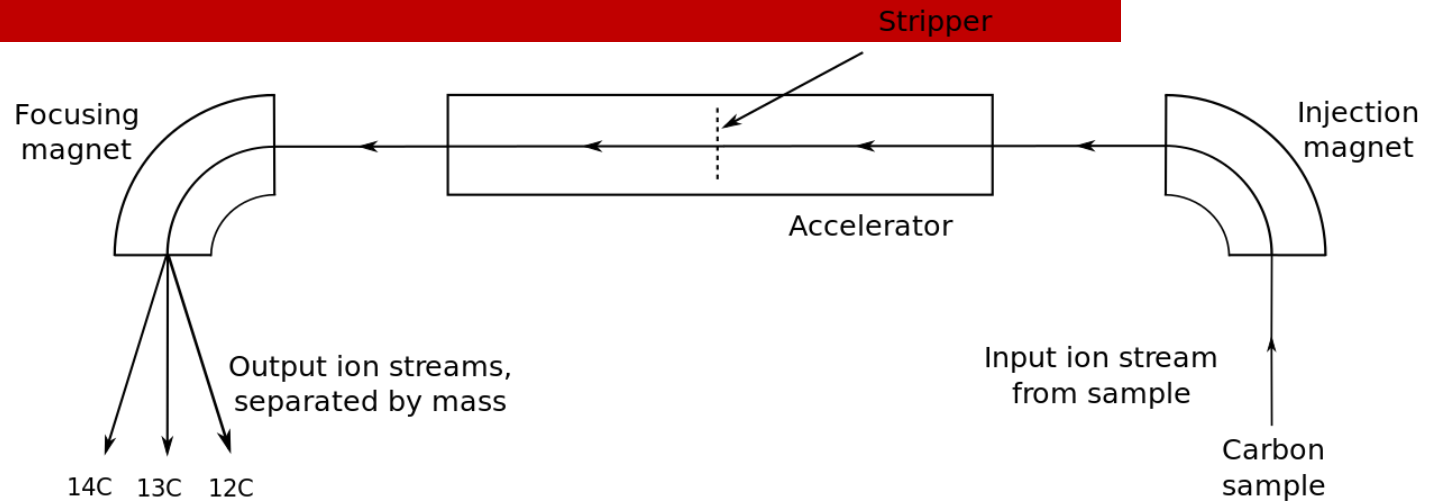 Stripper
Focusing
magnet
Injection
magnet
Accelerator
Output ion streams,
separated by mass
Input ion stream
from sample
Carbon
sample
14C 13C 12C